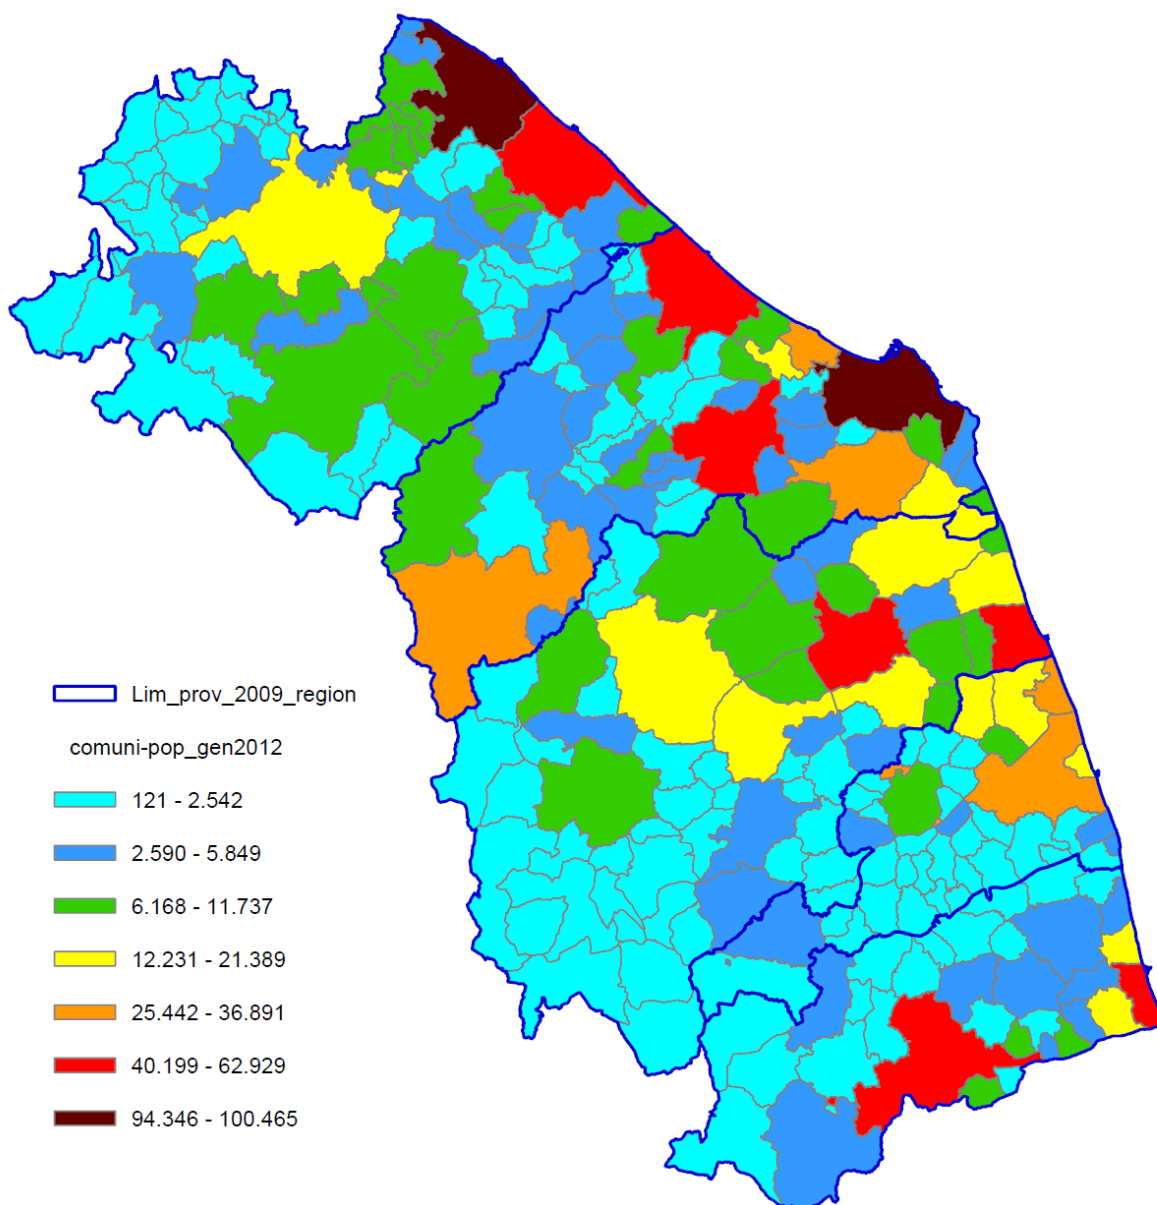 Lim_prov_2009_region
comuni-pop_gen2012
121 - 2.542
2.590 - 5.849
6.168 - 11.737
12.231 - 21.389
25.442 - 36.891
40.199 - 62.929
94.346 - 100.465